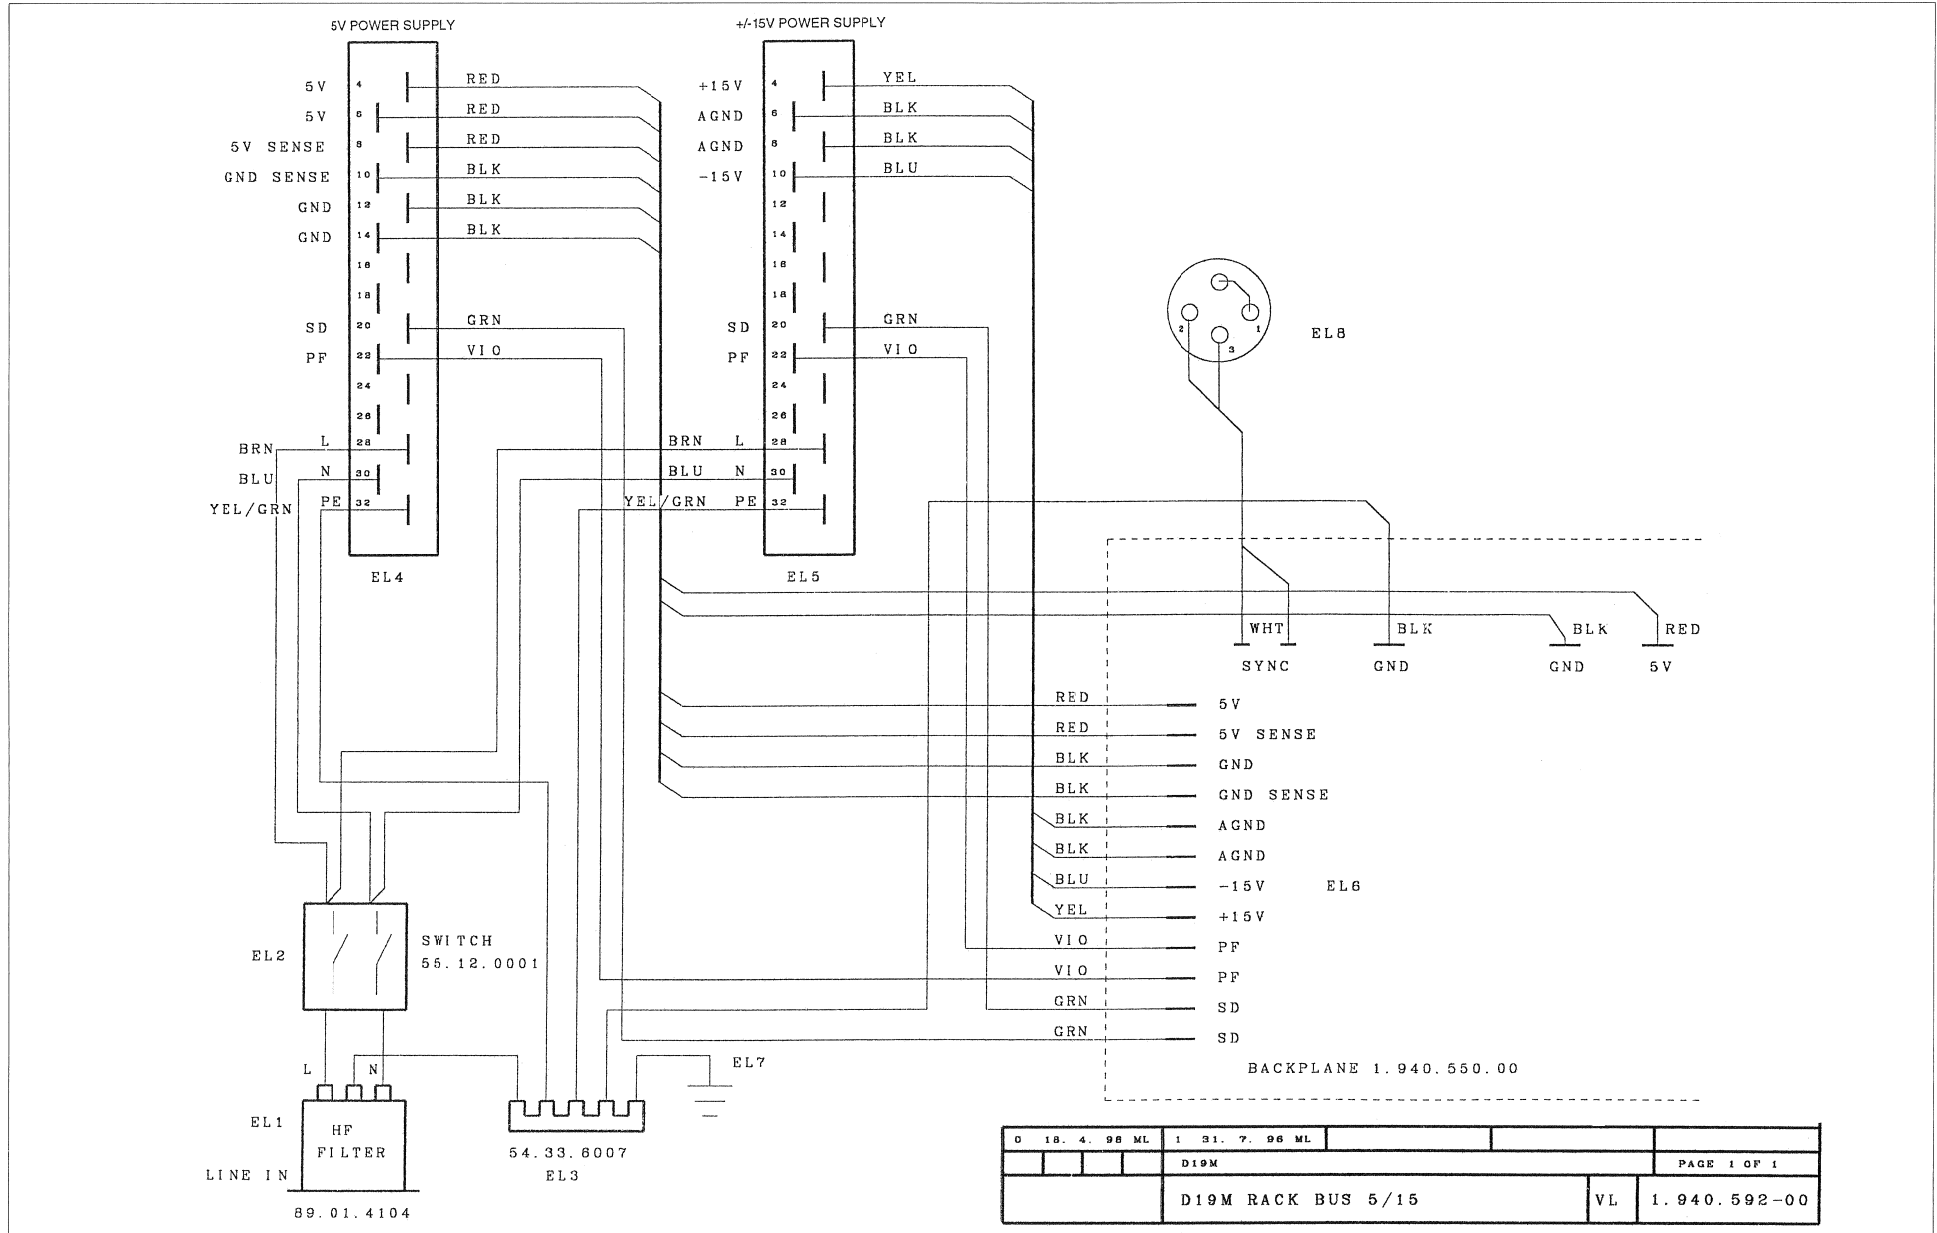 5V POWER SUPPLY
+/-15V POWER SUPPLY
5V 4 RED
5V 6 RED
5V SENSE 8 RED
GND SENSE 10 BLK
GND 12 BLK
GND 14 BLK
16
18
SD 20 GRN
PF 22 VIO
24
26
BRN L 28
BLU N 30
YEL/GRN PE 32
EL4
+15V 4 YEL
AGND 6 BLK
AGND 8 BLK
-15V 10 BLU
12
14
16
18
SD 20 GRN
PF 22 VIO
24
26
BRN L 28
BLU N 30
YEL/GRN PE 32
EL5
2 1
3
EL8
WHT BLK BLK RED
SYNC GND GND 5V
RED 5V
RED 5V SENSE
BLK GND
BLK GND SENSE
BLK AGND
BLK AGND
BLU -15V EL6
YEL +15V
VIO PF
VIO PF
GRN SD
GRN SD
BACKPLANE 1.940.550.00
EL2
SWITCH
55.12.0001
L N
EL7
EL1
HF
FILTER
LINE IN
89.01.4104
54.33.6007
EL3
0 18. 4. 96 ML 1 31. 7. 96 ML
D19M PAGE 1 OF 1
D19M RACK BUS 5/15 VL 1.940.592-00